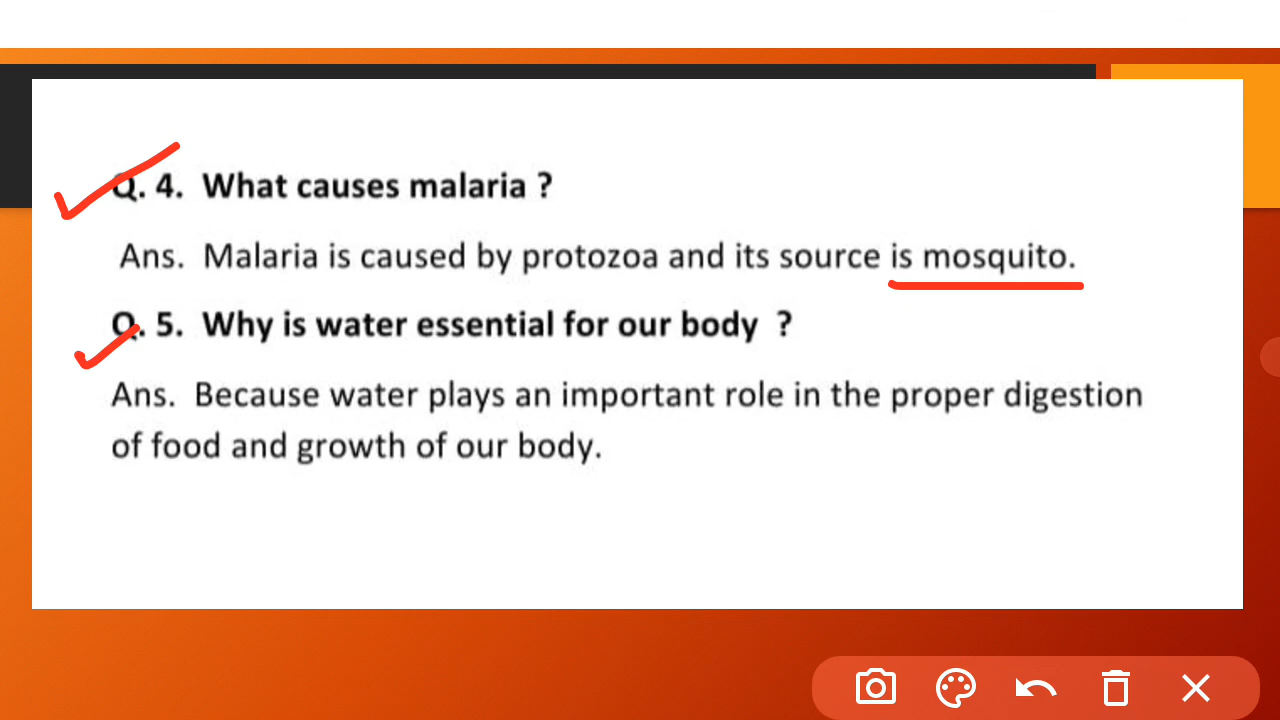 Q. 4. What causes malaria ?
Ans. Malaria is caused by protozoa and its source is mosquito.
Q. 5. Why is water essential for our body ?
Ans. Because water plays an important role in the proper digestion
of food and growth of our body.